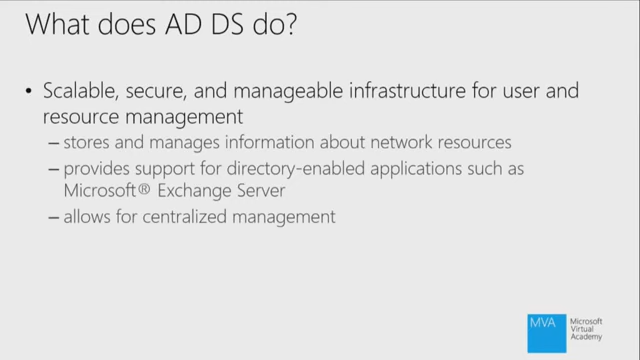 What does AD DS do?
• Scalable, secure, and manageable infrastructure for user and
resource management
– stores and manages information about network resources
– provides support for directory-enabled applications such as
Microsoft® Exchange Server
– allows for centralized management
MVA
Microsoft
Virtual
Academy